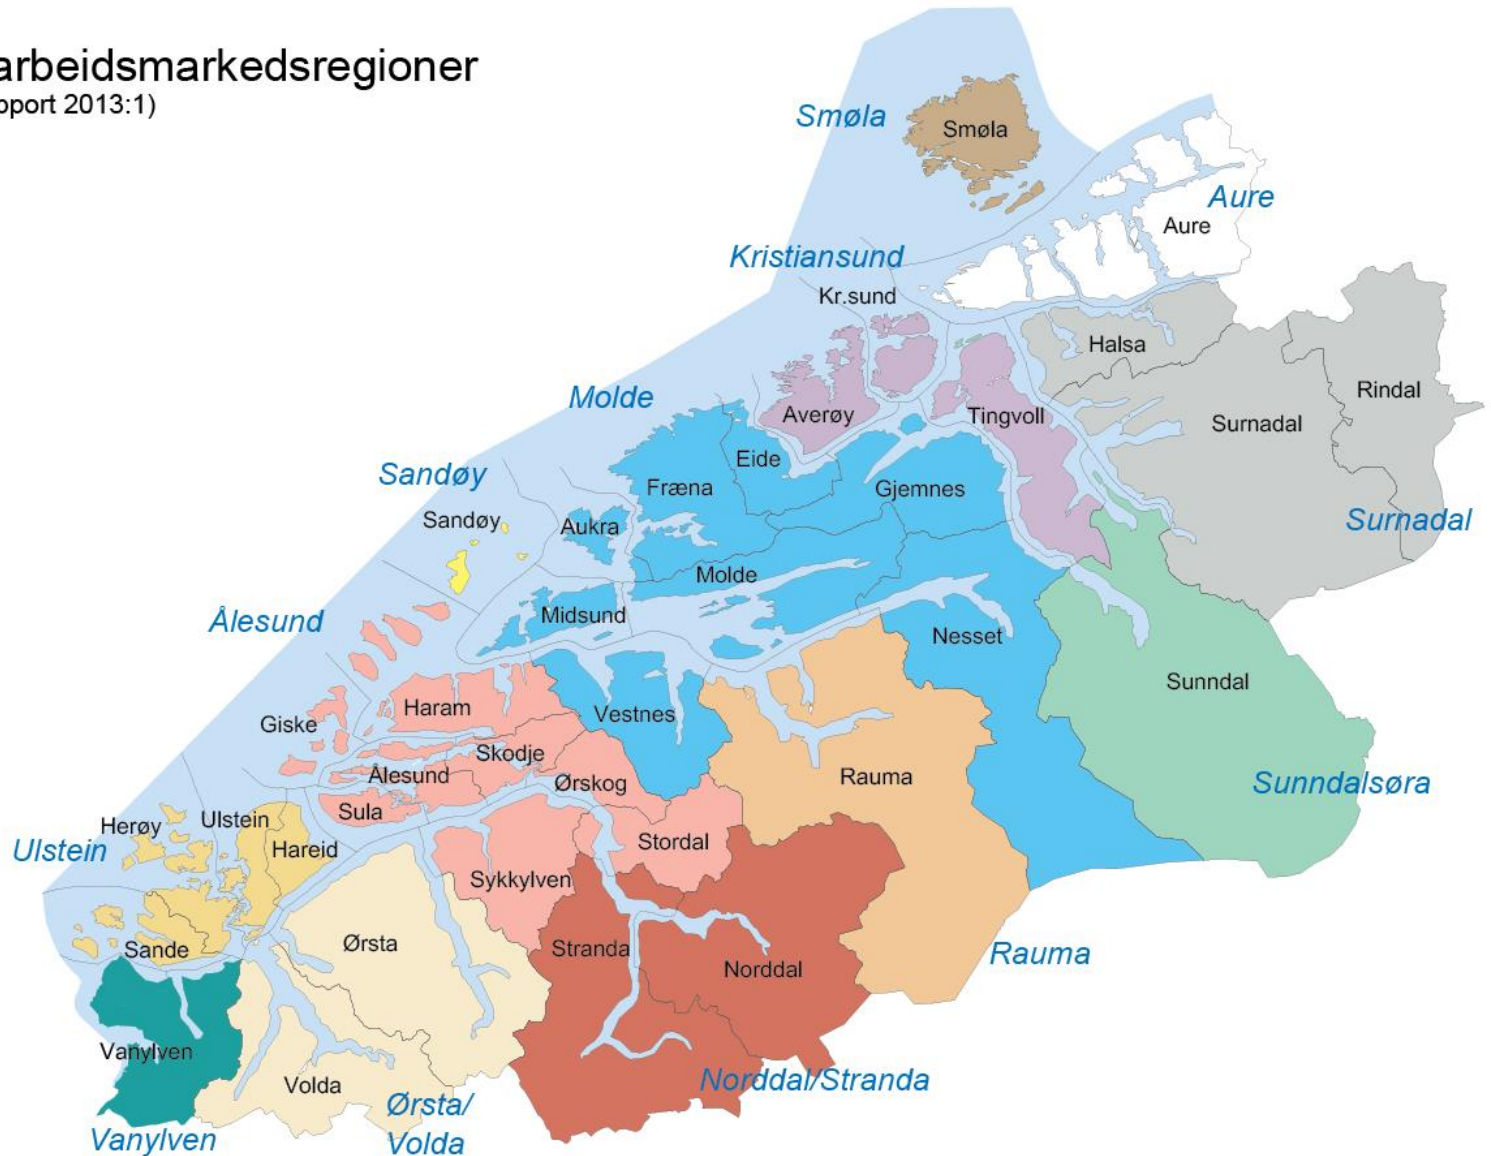 arbeidsmarkedsregioner
port 2013:1)
Smøla
Smøla
Aure
Aure
Kristiansund
Kr.sund
Halsa
Rindal
Molde
Averøy
Tingvoll
Surnadal
Sandøy
Eide
Fræna
Gjemnes
Sandøy
Aukra
Surnadal
Molde
Midsund
Ålesund
Nesset
Sunndal
Haram
Vestnes
Giske
Skodje
Ålesund
Ørskog
Rauma
Sunndalsøra
Sula
Herøy
Ulstein
Stordal
Ulstein
Hareid
Sykkylven
Ørsta
Stranda
Sande
Rauma
Norddal
Vanylven
Volda
Norddal/Stranda
Ørsta/
Volda
Vanylven